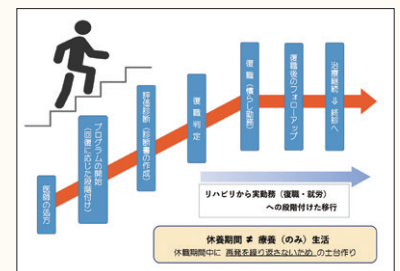 医師の処方
プログラムの開始
(回復に応じた段階付け)
評価診断
(診断書の作成)
復職判定
復職(慣らし勤務)
復職後のフォローアップ
治療継続⇒終診へ
リハビリから実勤務(復職・就労)
への段階付けた移行
休養期間 ≠ 療養(のみ)生活
休職期間中に 再発を繰り返さないため の土台作り